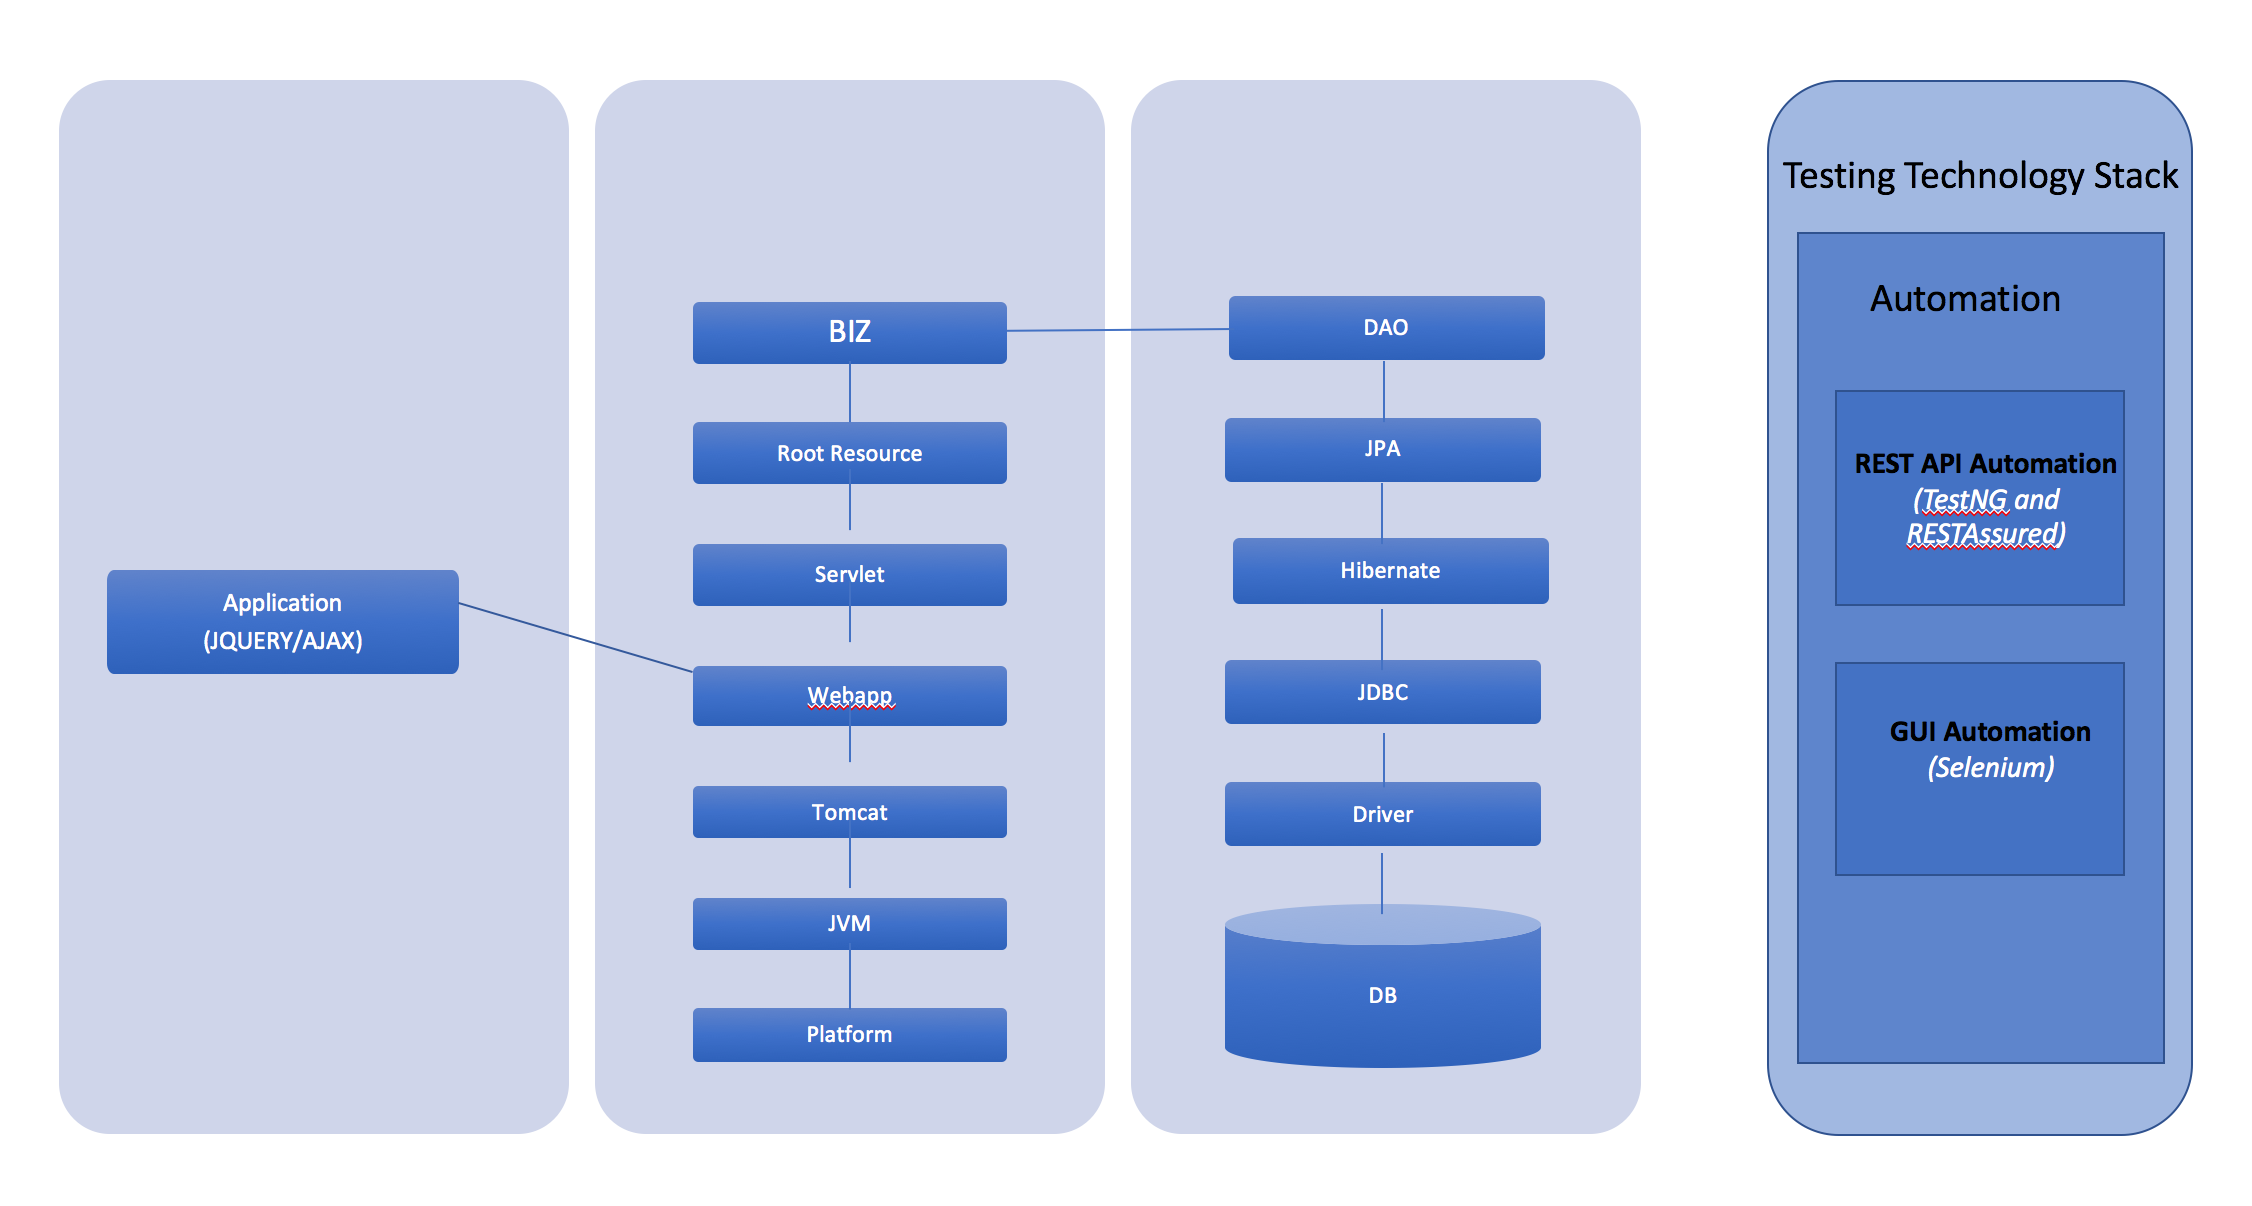 Application
(JQUERY/AJAX)
BIZ
Root Resource
Servlet
Webapp
Tomcat
JVM
Platform
DAO
JPA
Hibernate
JDBC
Driver
DB
Testing Technology Stack
Automation
REST API Automation
(TestNG and
RESTAssured)
GUI Automation
(Selenium)